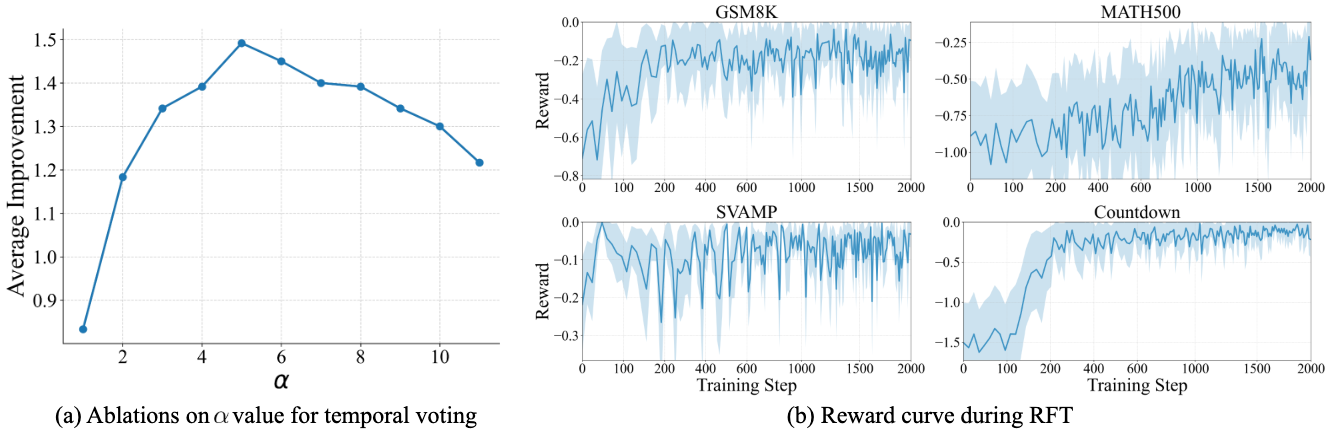 1.5
1.4
1.3
1.2
1.1
1.0
0.9
Average Improvement
2 4 6 8 10
α
(a) Ablations on α value for temporal voting
GSM8K
0.0
−0.2
−0.4
−0.6
−0.8
Reward
0 100 200 400 600 1000 1500 2000
MATH500
−0.25
−0.50
−0.75
−1.00
0 100 200 400 600 1000 1500 2000
SVAMP
0.0
−0.1
−0.2
−0.3
Reward
0 100 200 400 600 1000 1500 2000
Training Step
Countdown
0.0
−0.5
−1.0
−1.5
0 100 200 400 600 1000 1500 2000
Training Step
(b) Reward curve during RFT